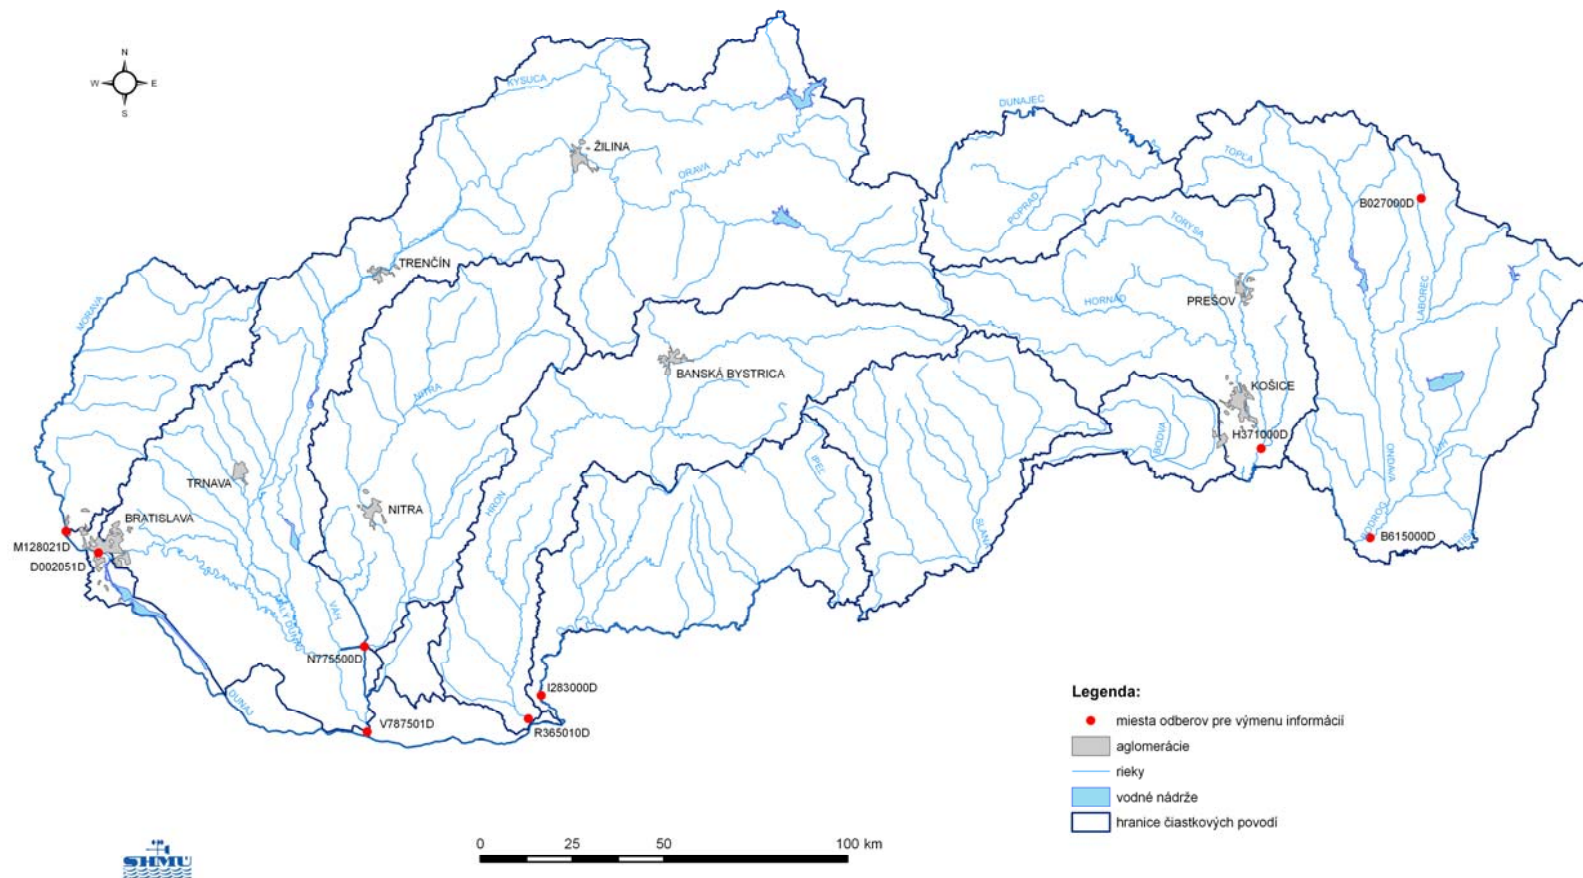 N
W E
S
KYSUCA
ŽILINA
ORAVA
DUNAJEC
POPRAD
TOPĽA
B027000D
TORYSA
TRENČÍN
MORAVA
PREŠOV
HORNÁD
LABOREC
NITRA
BANSKÁ BYSTRICA
KOŠICE
H371000D
BODVA
IPEĽ
ONDAVA
TRNAVA
NITRA
HRON
SLANÁ
BRATISLAVA
M128021D
D002051D
BODROG
B615000D
TISA
VÁH
MALÝ DUNAJ
N775500D
DUNAJ
V787501D
I283000D
R365010D
Legenda:
miesta odberov pre výmenu informácií
aglomerácie
rieky
vodné nádrže
hranice čiastkových povodí
0 25 50 100 km
SHMÚ